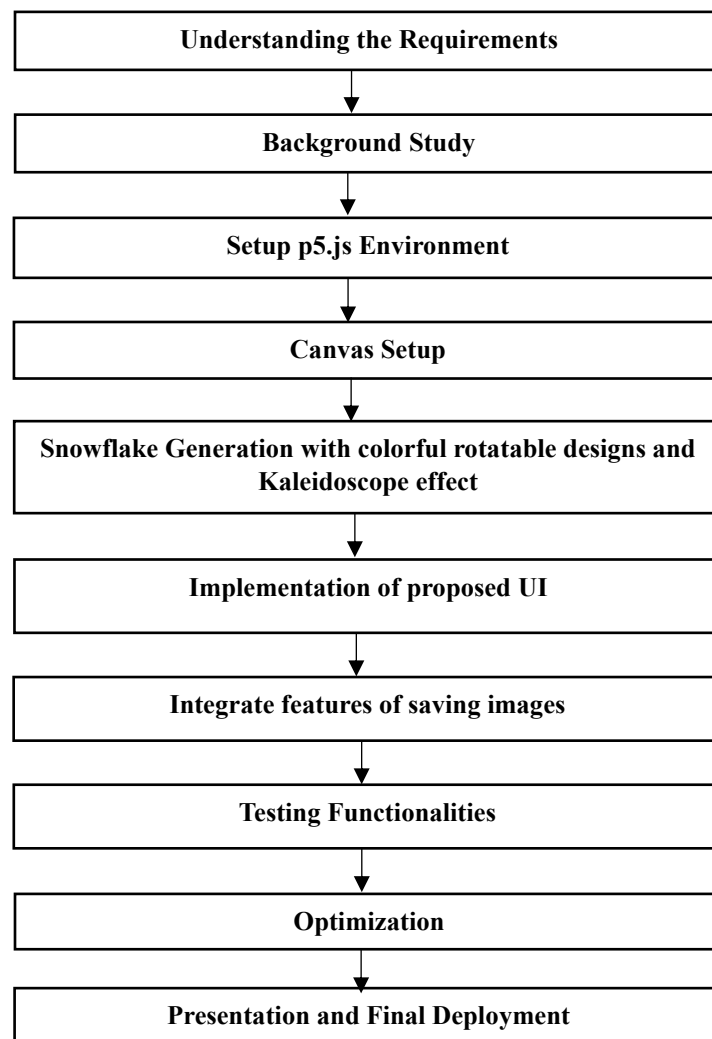 Understanding the Requirements
Background Study
Setup p5.js Environment
Canvas Setup
Snowflake Generation with colorful rotatable designs and
Kaleidoscope effect
Implementation of proposed UI
Integrate features of saving images
Testing Functionalities
Optimization
Presentation and Final Deployment